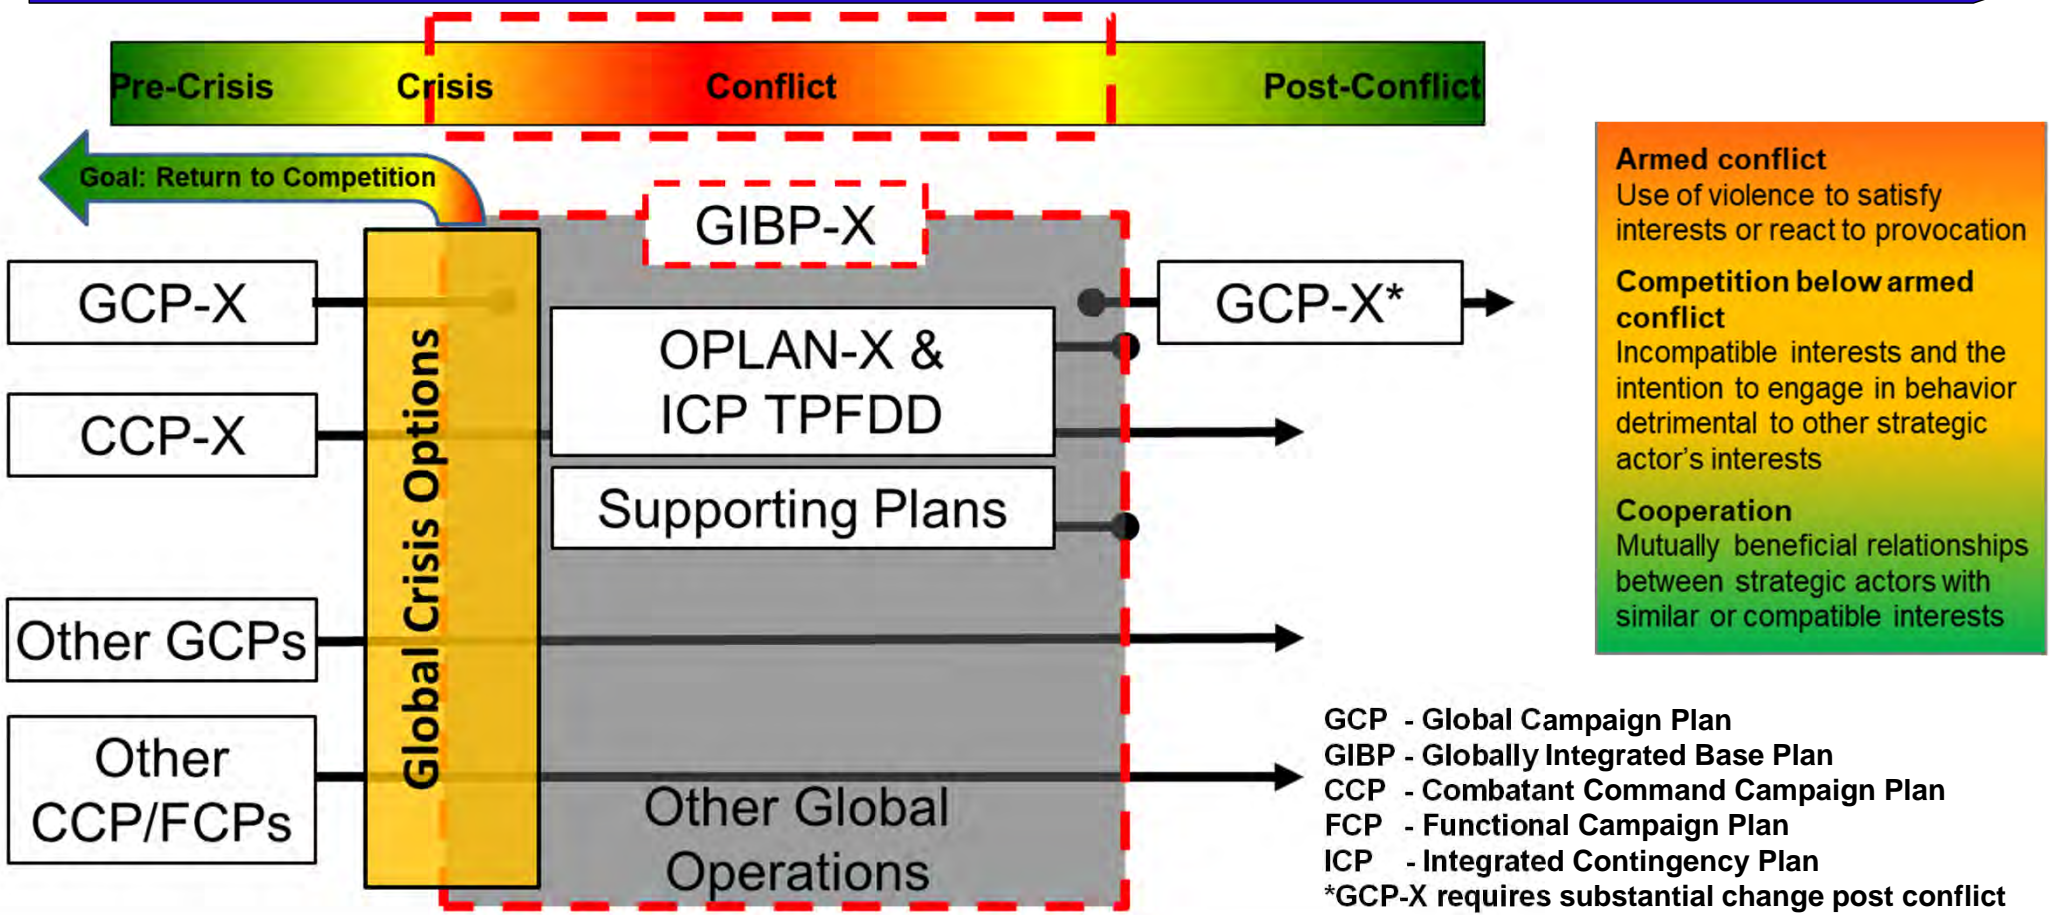 Pre-Crisis
Crisis
Conflict
Post-Conflict
Goal: Return to Competition
GIBP-X
GCP-X
OPLAN-X &
ICP TPFDD
GCP-X*
CCP-X
Supporting Plans
Global Crisis Options
Other GCPs
Other
CCP/FCPs
Other Global
Operations
Armed conflict
Use of violence to satisfy
interests or react to provocation
Competition below armed
conflict
Incompatible interests and the
intention to engage in behavior
detrimental to other strategic
actor's interests
Cooperation
Mutually beneficial relationships
between strategic actors with
similar or compatible interests
GCP - Global Campaign Plan
GIBP - Globally Integrated Base Plan
CCP - Combatant Command Campaign Plan
FCP - Functional Campaign Plan
ICP - Integrated Contingency Plan
*GCP-X requires substantial change post conflict